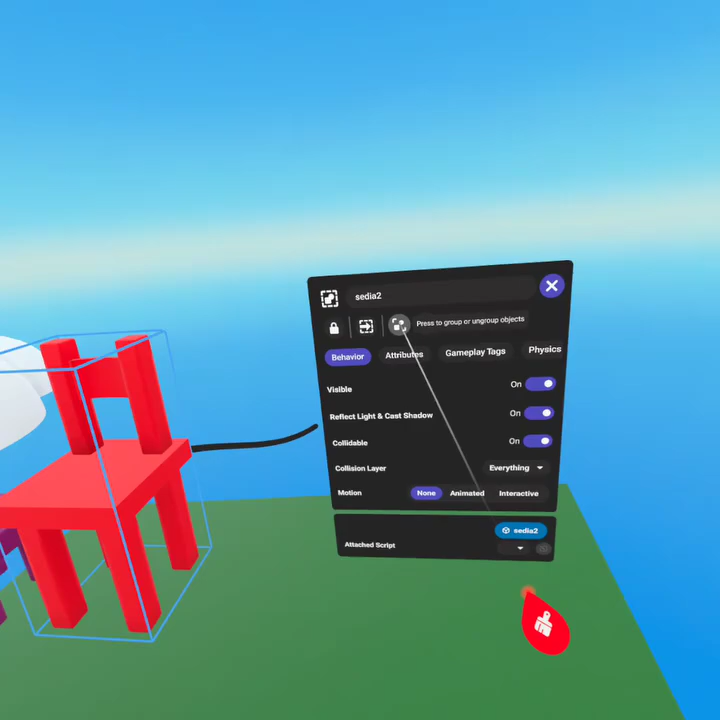 sedia2
Press to group or ungroup objects
Behavior Attributes Gameplay Tags Physics
Visible On
Reflect Light & Cast Shadow On
Collidable On
Collision Layer Everything
Motion None Animated Interactive
sedia2
Attached Script